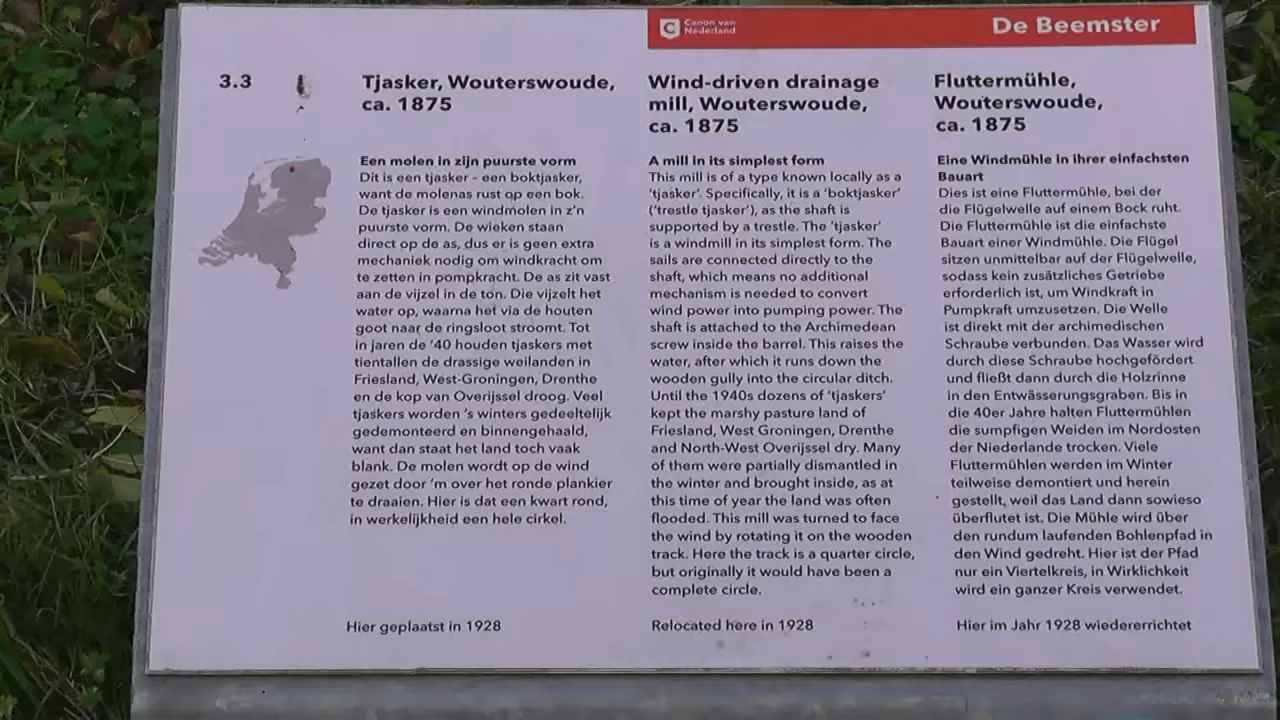 Canon van
Nederland
De Beemster
3.3
Tjasker, Wouterswoude,
ca. 1875
Een molen in zijn puurste vorm
Dit is een tjasker – een boktjasker,
want de molenas rust op een bok.
De tjasker is een windmolen in z'n
puurste vorm. De wieken staan
direct op de as, dus er is geen extra
mechaniek nodig om windkracht om
te zetten in pompkracht. De as zit vast
aan de vijzel in de ton. Die vijzelt het
water op, waarna het via de houten
goot naar de ringsloot stroomt. Tot
in jaren de '40 houden tjaskers met
tientallen de drassige weilanden in
Friesland, West-Groningen, Drenthe
en de kop van Overijssel droog. Veel
tjaskers worden 's winters gedeeltelijk
gedemonteerd en binnengehaald,
want dan staat het land toch vaak
blank. De molen wordt op de wind
gezet door 'm over het ronde plankier
te draaien. Hier is dat een kwart rond,
in werkelijkheid een hele cirkel.
Hier geplaatst in 1928
Wind-driven drainage
mill, Wouterswoude,
ca. 1875
A mill in its simplest form
This mill is of a type known locally as a
'tjasker'. Specifically, it is a 'boktjasker'
('trestle tjasker'), as the shaft is
supported by a trestle. The 'tjasker'
is a windmill in its simplest form. The
sails are connected directly to the
shaft, which means no additional
mechanism is needed to convert
wind power into pumping power. The
shaft is attached to the Archimedean
screw inside the barrel. This raises the
water, after which it runs down the
wooden gully into the circular ditch.
Until the 1940s dozens of 'tjaskers'
kept the marshy pasture land of
Friesland, West Groningen, Drenthe
and North-West Overijssel dry. Many
of them were partially dismantled in
the winter and brought inside, as at
this time of year the land was often
flooded. This mill was turned to face
the wind by rotating it on the wooden
track. Here the track is a quarter circle,
but originally it would have been a
complete circle.
Relocated here in 1928
Fluttermühle,
Wouterswoude,
ca. 1875
Eine Windmühle in ihrer einfachsten
Bauart
Dies ist eine Fluttermühle, bei der
die Flügelwelle auf einem Bock ruht.
Die Fluttermühle ist die einfachste
Bauart einer Windmühle. Die Flügel
sitzen unmittelbar auf der Flügelwelle,
sodass kein zusätzliches Getriebe
erforderlich ist, um Windkraft in
Pumpkraft umzusetzen. Die Welle
ist direkt mit der archimedischen
Schraube verbunden. Das Wasser wird
durch diese Schraube hochgefördert
und fließt dann durch die Holzrinne
in den Entwässerungsgraben. Bis in
die 40er Jahre halten Fluttermühlen
die sumpfigen Weiden im Nordosten
der Niederlande trocken. Viele
Fluttermühlen werden im Winter
teilweise demontiert und herein
gestellt, weil das Land dann sowieso
überflutet ist. Die Mühle wird über
den rundum laufenden Bohlenpfad in
den Wind gedreht. Hier ist der Pfad
nur ein Viertelkreis, in Wirklichkeit
wird ein ganzer Kreis verwendet.
Hier im Jahr 1928 wiedererrichtet